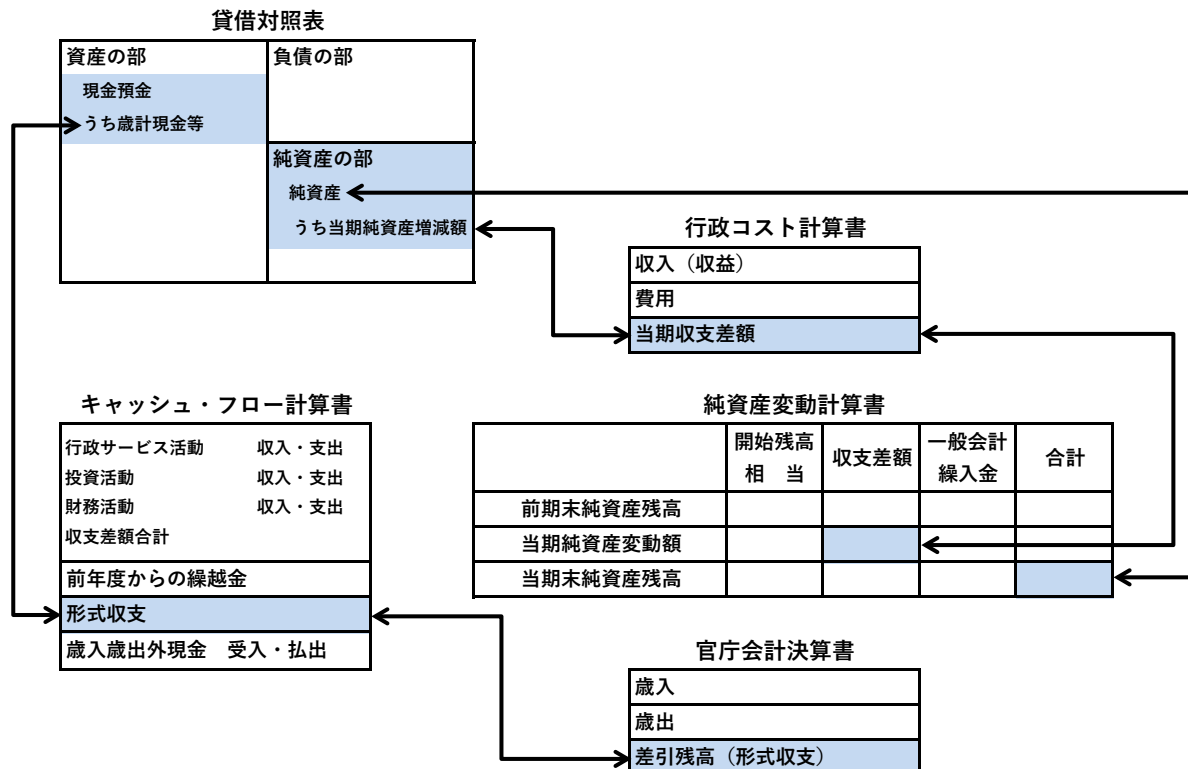 貸借対照表
資産の部
現金預金
うち歳計現金等
負債の部
純資産の部
純資産
うち当期純資産増減額
行政コスト計算書
収入（収益）
費用
当期収支差額
キャッシュ・フロー計算書
行政サービス活動 収入・支出
投資活動 収入・支出
財務活動 収入・支出
収支差額合計
前年度からの繰越金
形式収支
歳入歳出外現金 受入・払出
純資産変動計算書
開始残高
相 当
収支差額
一般会計
繰入金
合計
前期末純資産残高
当期純資産変動額
当期末純資産残高
官庁会計決算書
歳入
歳出
差引残高（形式収支）